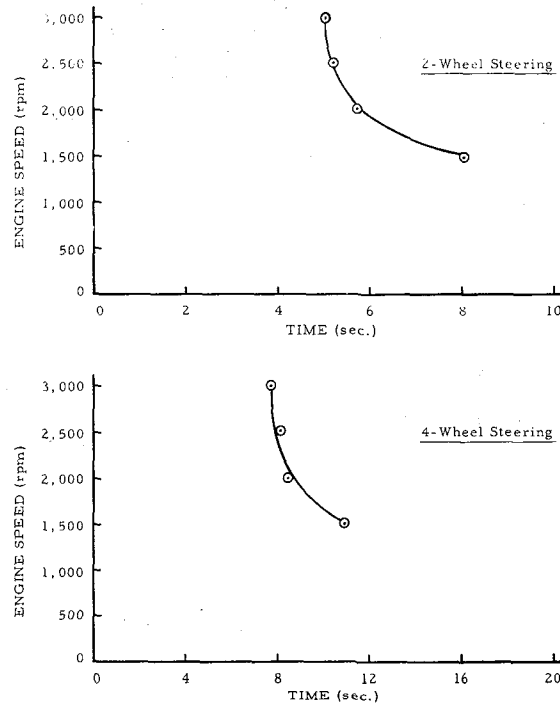 3,000
2,500
2,000
1,500
1,000
500
0
ENGINE SPEED (rpm)
2-Wheel Steering
0 2 4 6 8 10
TIME (sec.)
3,000
2,500
2,000
1,500
1,000
500
0
ENGINE SPEED (rpm)
4-Wheel Steering
0 4 8 12 16 20
TIME (sec.)